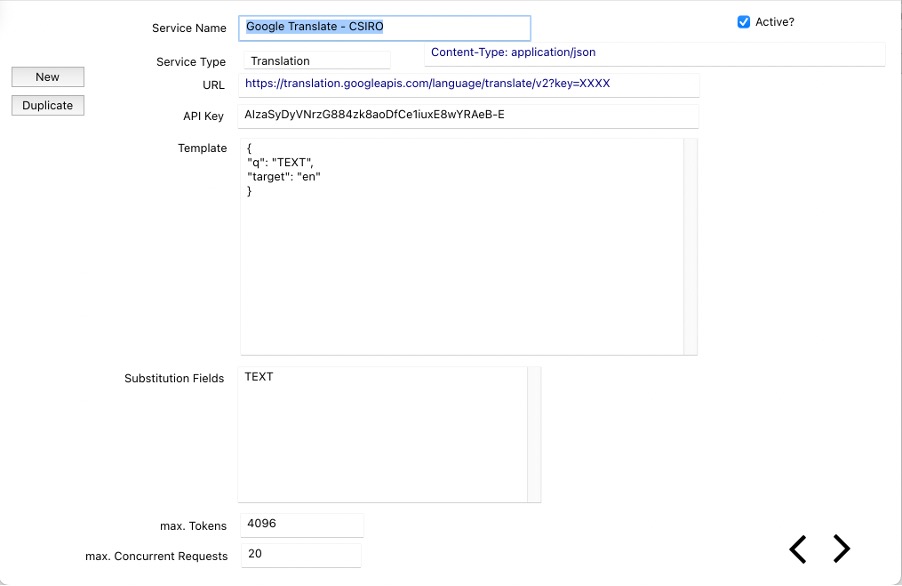 Service Name Google Translate - CSIRO
Active?
Service Type Translation
Content-Type: application/json
New
URL https://translation.googleapis.com/language/translate/v2?key=XXXX
Duplicate
API Key AIzaSyDyVNrzG884zk8aoDfCe1iuxE8wYRAeB-E
Template {
"q": "TEXT",
"target": "en"
}
Substitution Fields TEXT
max. Tokens 4096
max. Concurrent Requests 20